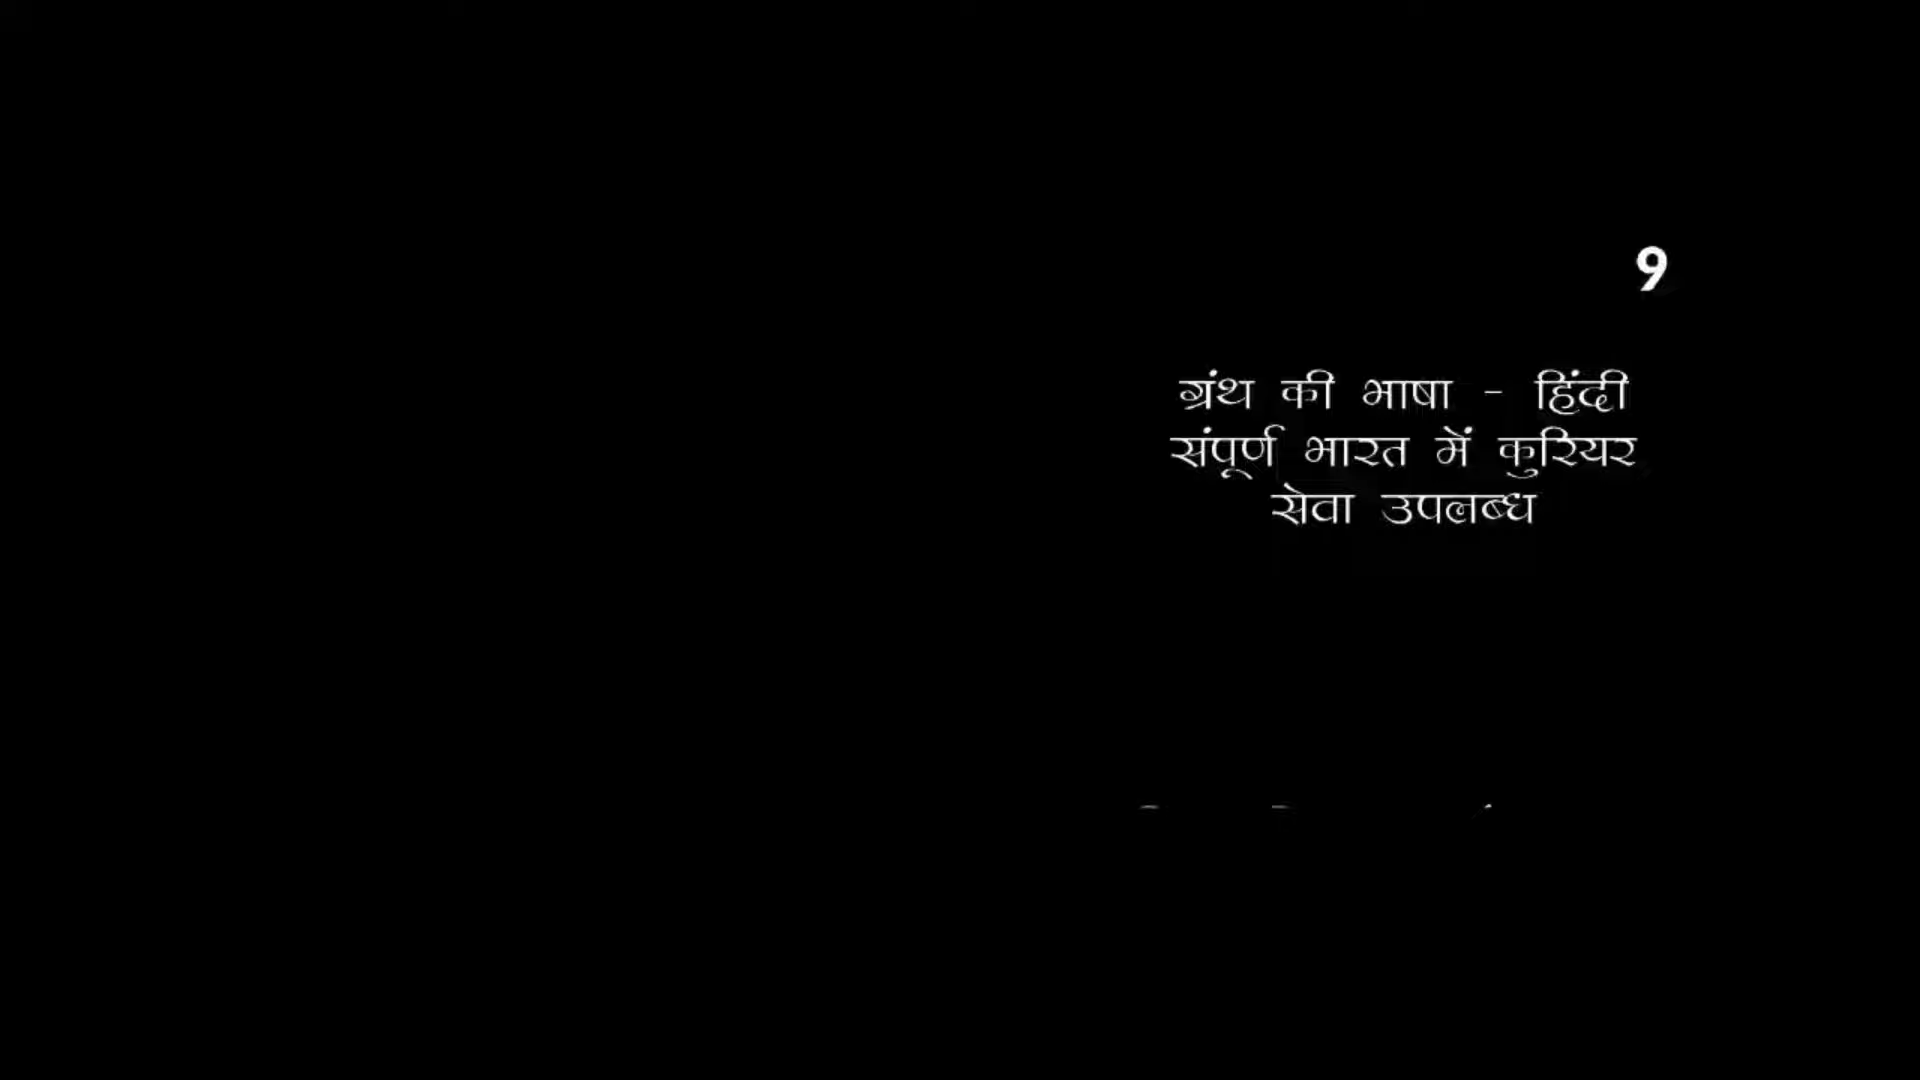 9
ग्रंथ की भाषा - हिंदी
संपूर्ण भारत में कुरियर
सेवा उपलब्ध